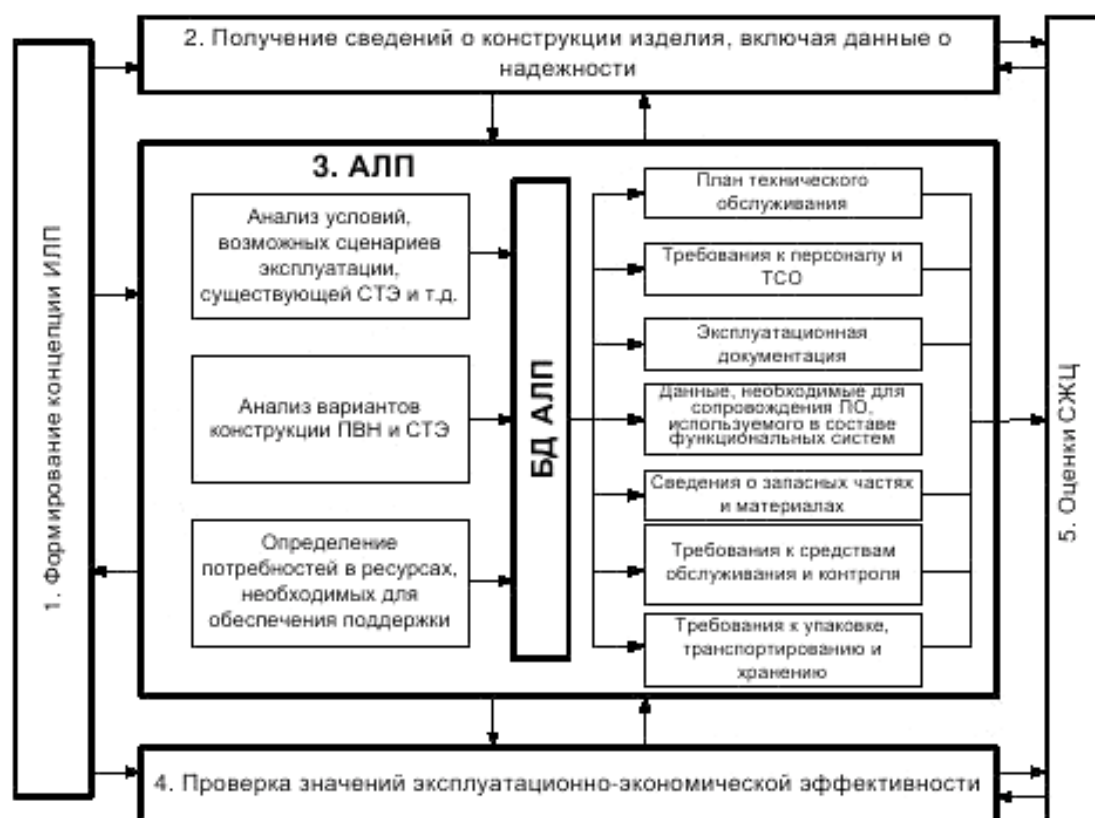 2. Получение сведений о конструкции изделия, включая данные о
надежности
1. Формирование концепции ИЛП
3. АЛП
Анализ условий,
возможных сценариев
эксплуатации,
существующей СТЭ и т.д.
Анализ вариантов
конструкции ПВН и СТЭ
Определение
потребностей в ресурсах,
необходимых для
обеспечения поддержки
БД АЛП
План технического
обслуживания
Требования к персоналу и
ТСО
Эксплуатационная
документация
Данные, необходимые для
сопровождения ПО,
используемого в составе
функциональных систем
Сведения о запасных частях
и материалах
Требования к средствам
обслуживания и контроля
Требования к упаковке,
транспортированию и
хранению
5. Оценки СЖЦ
4. Проверка значений эксплуатационно-экономической эффективности